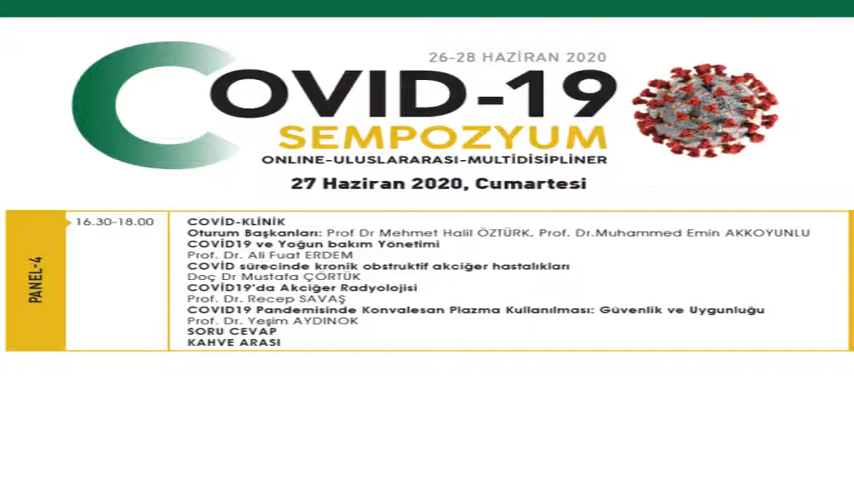 26-28 HAZİRAN 2020
COVID-19
SEMPOZYUM
ONLINE-ULUSLARARASI-MULTIDISIPLINER
27 Haziran 2020, Cumartesi
PANEL-4
16.30-18.00
COVİD-KLİNİK
Oturum Başkanları: Prof Dr Mehmet Halil ÖZTÜRK, Prof. Dr.Muhammed Emin AKKOYUNLU
COVİD19 ve Yoğun bakım Yönetimi
Prof. Dr. Ali Fuat ERDEM
COVİD sürecinde kronik obstruktif akciğer hastalıkları
Doç Dr Mustafa ÇÖRTÜK
COVİD19'da Akciğer Radyolojisi
Prof. Dr. Recep SAVAŞ
COVID19 Pandemisinde Konvalesan Plazma Kullanılması: Güvenlik ve Uygunluğu
Prof. Dr. Yeşim AYDINOK
SORU CEVAP
KAHVE ARASI